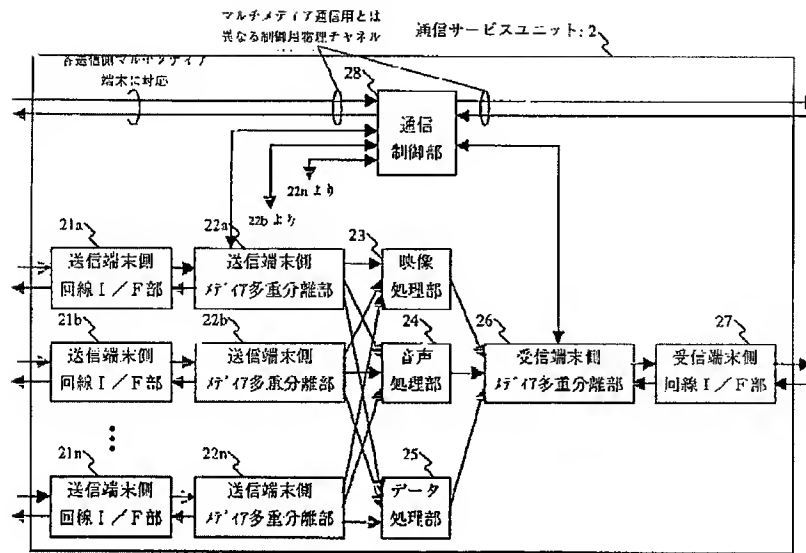 マルチメディア通信用とは
異なる制御用物理チャネル
通信サービスユニット:2
各送信側マルチメディア
端末に対応
28
通信
制御部
22nより
22bより
21a
送信端末側
回線I/F部
22a
送信端末側
メディア多重分離部
23
映像
処理部
21b
送信端末側
回線I/F部
22b
送信端末側
メディア多重分離部
24
音声
処理部
26
受信端末側
メディア多重分離部
27
受信端末側
回線I/F部
21n
送信端末側
回線I/F部
22n
送信端末側
メディア多重分離部
25
データ
処理部